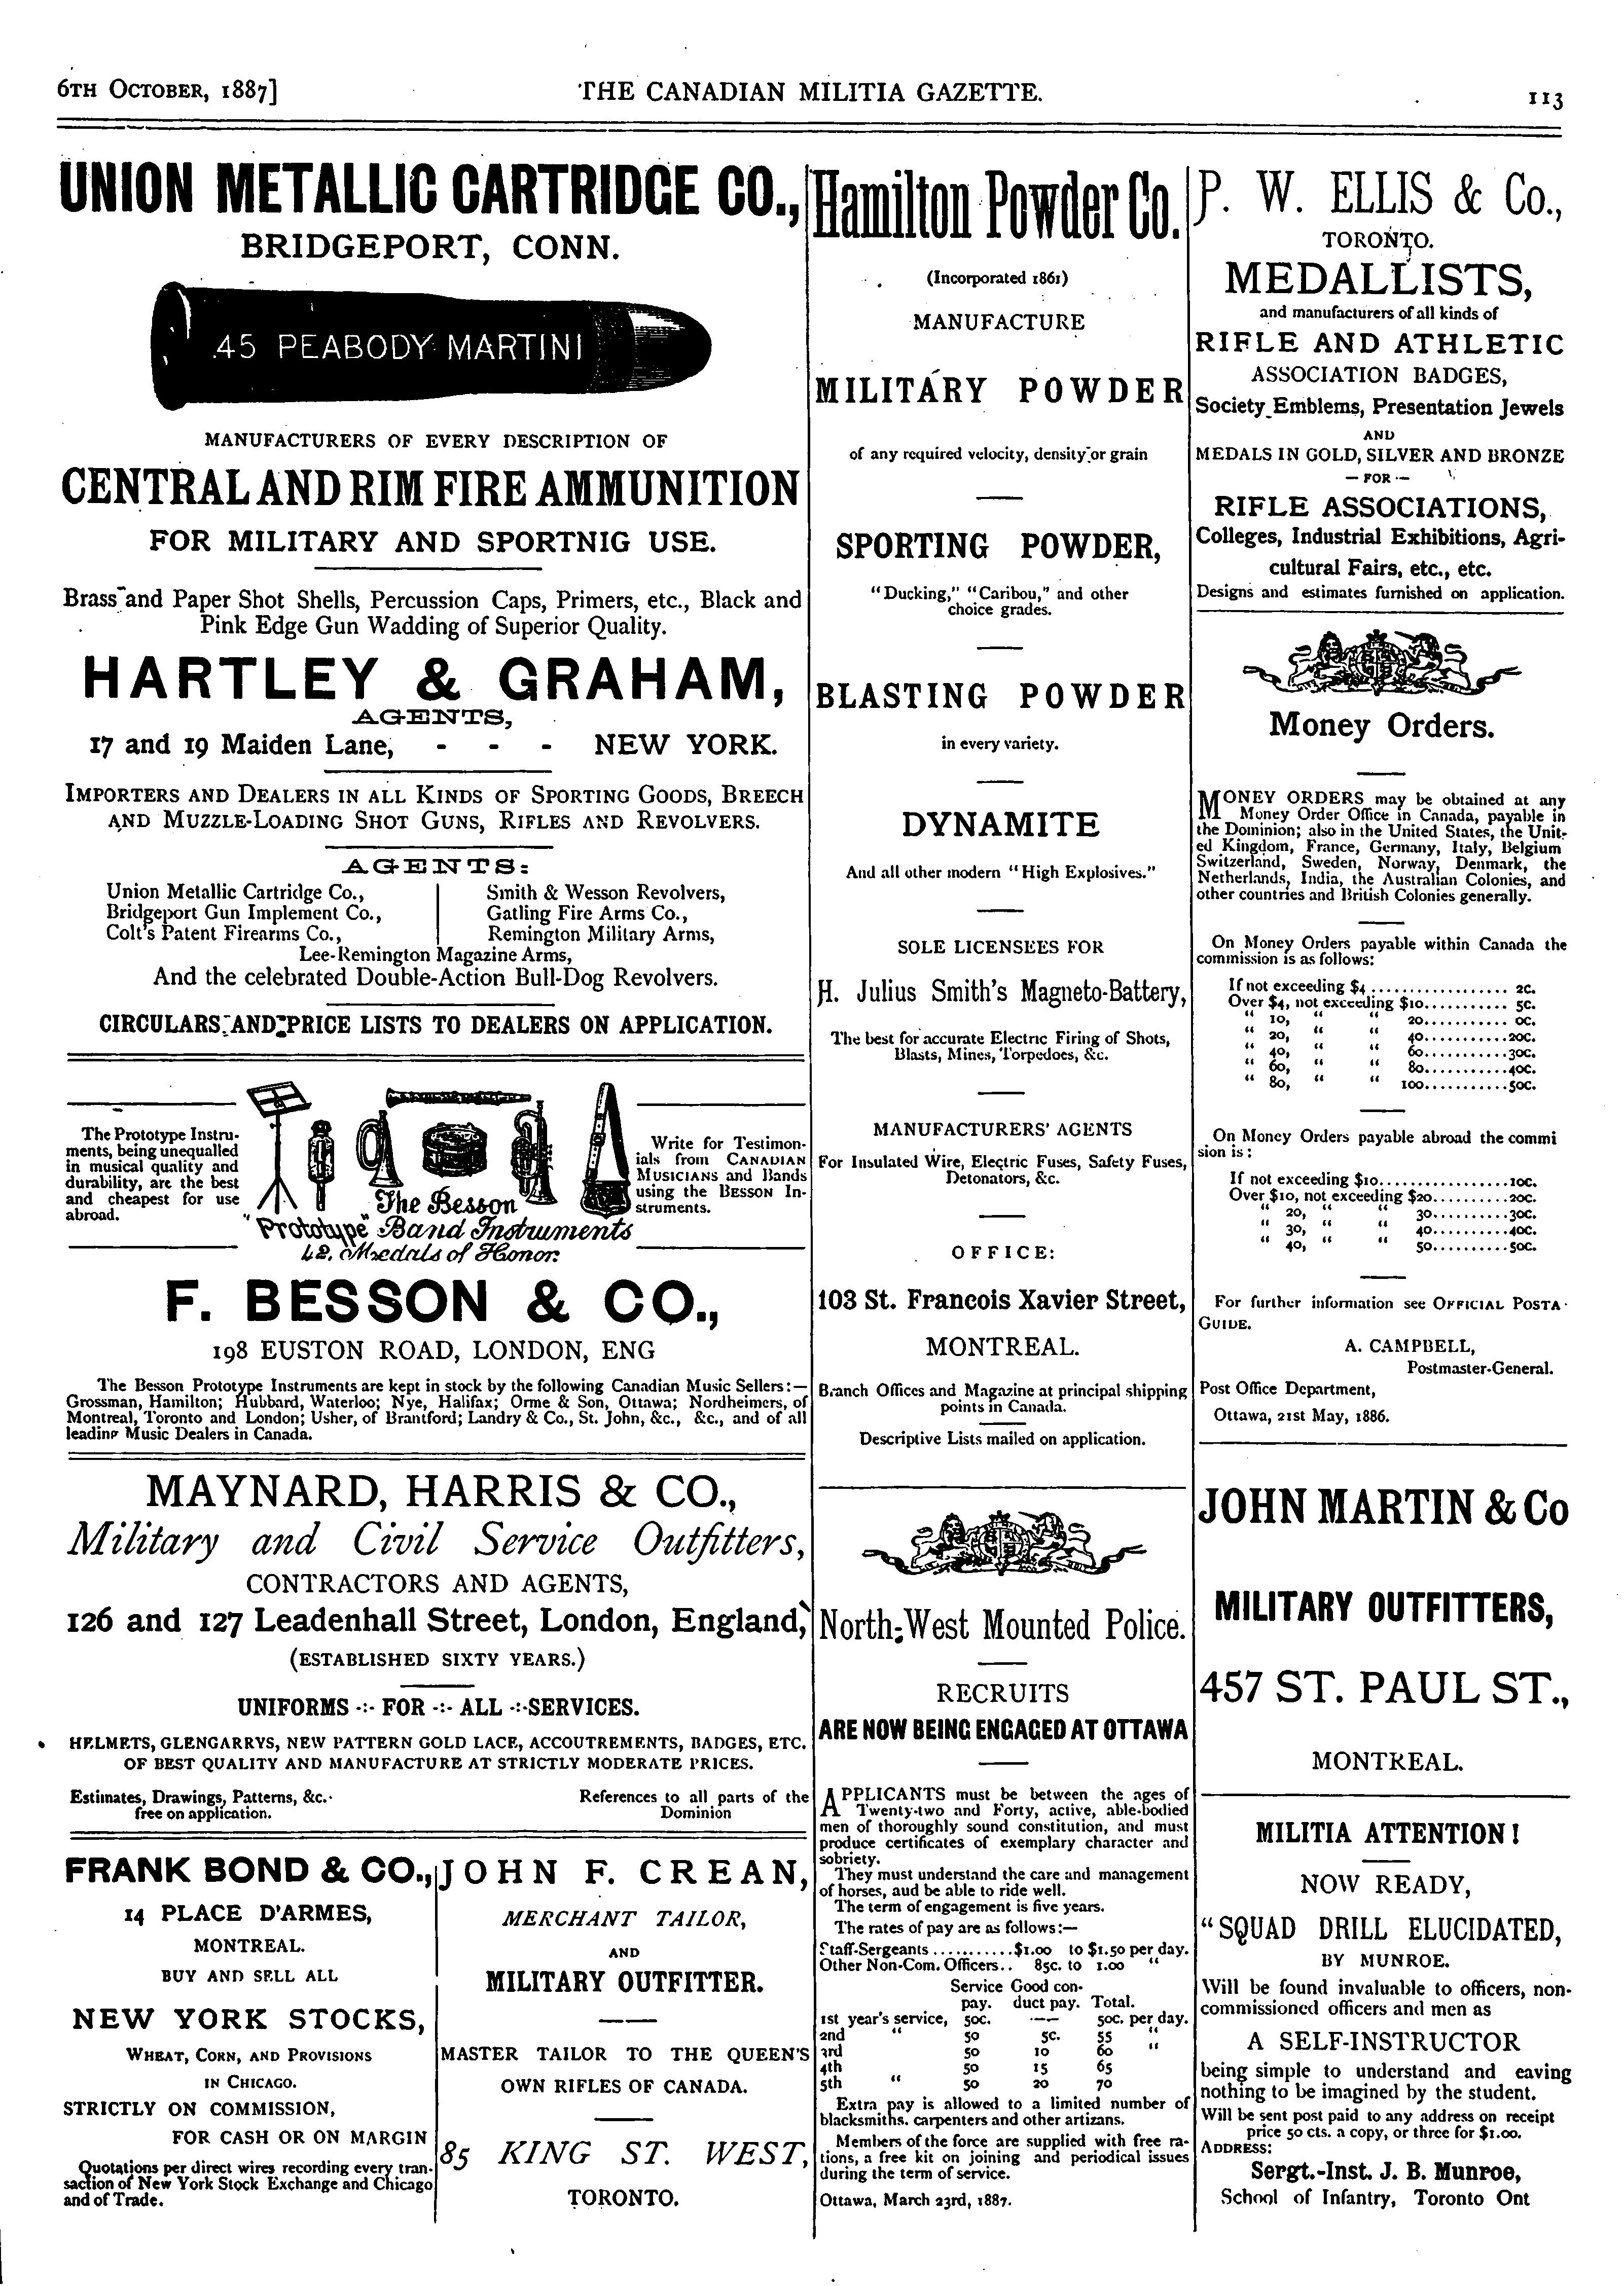 6TH OCTOBER, 1887]
THE CANADIAN MILITIA GAZETTE.
113
UNION METALLIC CARTRIDGE CO.,
BRIDGEPORT, CONN.
.45 PEABODY MARTINI
MANUFACTURERS OF EVERY DESCRIPTION OF
CENTRAL AND RIM FIRE AMMUNITION
FOR MILITARY AND SPORTNIG USE.
Brass and Paper Shot Shells, Percussion Caps, Primers, etc., Black and
Pink Edge Gun Wadding of Superior Quality.
HARTLEY & GRAHAM,
AGENTS,
17 and 19 Maiden Lane, - - - NEW YORK.
IMPORTERS AND DEALERS IN ALL KINDS OF SPORTING GOODS, BREECH
AND MUZZLE-LOADING SHOT GUNS, RIFLES AND REVOLVERS.
AGENTS:
Union Metallic Cartridge Co.,
Bridgeport Gun Implement Co.,
Colt's Patent Firearms Co.,
Smith & Wesson Revolvers,
Gatling Fire Arms Co.,
Remington Military Arms,
Lee-Remington Magazine Arms,
And the celebrated Double-Action Bull-Dog Revolvers.
CIRCULARS AND PRICE LISTS TO DEALERS ON APPLICATION.
The Prototype Instru-
ments, being unequalled
in musical quality and
durability, are the best
and cheapest for use
abroad.
The Besson
"Prototype" Band Instruments
42, Medals of Honor.
Write for Testimon-
ials from CANADIAN
MUSICIANS and Bands
using the BESSON In-
struments.
F. BESSON & CO.,
198 EUSTON ROAD, LONDON, ENG
The Besson Prototype Instruments are kept in stock by the following Canadian Music Sellers:—
Grossman, Hamilton; Hubbard, Waterloo; Nye, Halifax; Orme & Son, Ottawa; Nordheimers, of
Montreal, Toronto and London; Usher, of Brantford; Landry & Co., St. John, &c., &c., and of all
leading Music Dealers in Canada.
MAYNARD, HARRIS & CO.,
Military and Civil Service Outfitters,
CONTRACTORS AND AGENTS,
126 and 127 Leadenhall Street, London, England,
(ESTABLISHED SIXTY YEARS.)
UNIFORMS -:- FOR -:- ALL -:-SERVICES.
HELMETS, GLENGARRYS, NEW PATTERN GOLD LACE, ACCOUTREMENTS, BADGES, ETC.
OF BEST QUALITY AND MANUFACTURE AT STRICTLY MODERATE PRICES.
Estimates, Drawings, Patterns, &c.
free on application.
References to all parts of the
Dominion
FRANK BOND & CO.,
14 PLACE D'ARMES,
MONTREAL.
BUY AND SELL ALL
NEW YORK STOCKS,
WHEAT, CORN, AND PROVISIONS
IN CHICAGO.
STRICTLY ON COMMISSION,
FOR CASH OR ON MARGIN
Quotations per direct wires recording every tran-
saction of New York Stock Exchange and Chicago
and of Trade.
JOHN F. CREAN,
MERCHANT TAILOR,
AND
MILITARY OUTFITTER.
MASTER TAILOR TO THE QUEEN'S
OWN RIFLES OF CANADA.
85 KING ST. WEST,
TORONTO.
Hamilton Powder Co.
(Incorporated 1861)
MANUFACTURE
MILITARY POWDER
of any required velocity, density or grain
SPORTING POWDER,
"Ducking," "Caribou," and other
choice grades.
BLASTING POWDER
in every variety.
DYNAMITE
And all other modern "High Explosives."
SOLE LICENSEES FOR
H. Julius Smith's Magneto-Battery,
The best for accurate Electric Firing of Shots,
Blasts, Mines, Torpedoes, &c.
MANUFACTURERS' AGENTS
For Insulated Wire, Electric Fuses, Safety Fuses,
Detonators, &c.
OFFICE:
103 St. Francois Xavier Street,
MONTREAL.
Branch Offices and Magazine at principal shipping
points in Canada.
Descriptive Lists mailed on application.
North-West Mounted Police.
RECRUITS
ARE NOW BEING ENGAGED AT OTTAWA
APPLICANTS must be between the ages of
Twenty-two and Forty, active, able-bodied
men of thoroughly sound constitution, and must
produce certificates of exemplary character and
sobriety.
They must understand the care and management
of horses, aud be able to ride well.
The term of engagement is five years.
The rates of pay are as follows:—
Staff-Sergeants ...........$1.00 to $1.50 per day.
Other Non-Com. Officers.. 85c. to 1.00 "
Service Good con-
pay. duct pay. Total.
1st year's service, 50c. —— 50c. per day.
2nd " 50 5c. 55 "
3rd 50 10 60 "
4th 50 15 65
5th " 50 20 70
Extra pay is allowed to a limited number of
blacksmiths. carpenters and other artizans.
Members of the force are supplied with free ra-
tions, a free kit on joining and periodical issues
during the term of service.
Ottawa, March 23rd, 1887.
P. W. ELLIS & Co.,
TORONTO.
MEDALLISTS,
and manufacturers of all kinds of
RIFLE AND ATHLETIC
ASSOCIATION BADGES,
Society Emblems, Presentation Jewels
AND
MEDALS IN GOLD, SILVER AND BRONZE
— FOR —
RIFLE ASSOCIATIONS,
Colleges, Industrial Exhibitions, Agri-
cultural Fairs, etc., etc.
Designs and estimates furnished on application.
Money Orders.
MONEY ORDERS may be obtained at any
Money Order Office in Canada, payable in
the Dominion; also in the United States, the Unit-
ed Kingdom, France, Germany, Italy, Belgium
Switzerland, Sweden, Norway, Denmark, the
Netherlands, India, the Australian Colonies, and
other countries and British Colonies generally.
On Money Orders payable within Canada the
commission is as follows:
If not exceeding $4.................. 2c.
Over $4, not exceeding $10........... 5c.
" 10, " " 20........... 0c.
" 20, " " 40...........20c.
" 40, " " 60...........30c.
" 60, " " 80...........40c.
" 80, " " 100...........50c.
On Money Orders payable abroad the commi
sion is:
If not exceeding $10.................10c.
Over $10, not exceeding $20..........20c.
" 20, " " 30..........30c.
" 30, " " 40..........40c.
" 40, " " 50..........50c.
For further information see OFFICIAL POSTA
GUIDE.
A. CAMPBELL,
Postmaster-General.
Post Office Department,
Ottawa, 21st May, 1886.
JOHN MARTIN & Co
MILITARY OUTFITTERS,
457 ST. PAUL ST.,
MONTREAL.
MILITIA ATTENTION!
NOW READY,
"SQUAD DRILL ELUCIDATED,
BY MUNROE.
Will be found invaluable to officers, non-
commissioned officers and men as
A SELF-INSTRUCTOR
being simple to understand and eaving
nothing to be imagined by the student.
Will be sent post paid to any address on receipt
price 50 cts. a copy, or three for $1.00.
ADDRESS:
Sergt.-Inst. J. B. Munroe,
School of Infantry, Toronto Ont